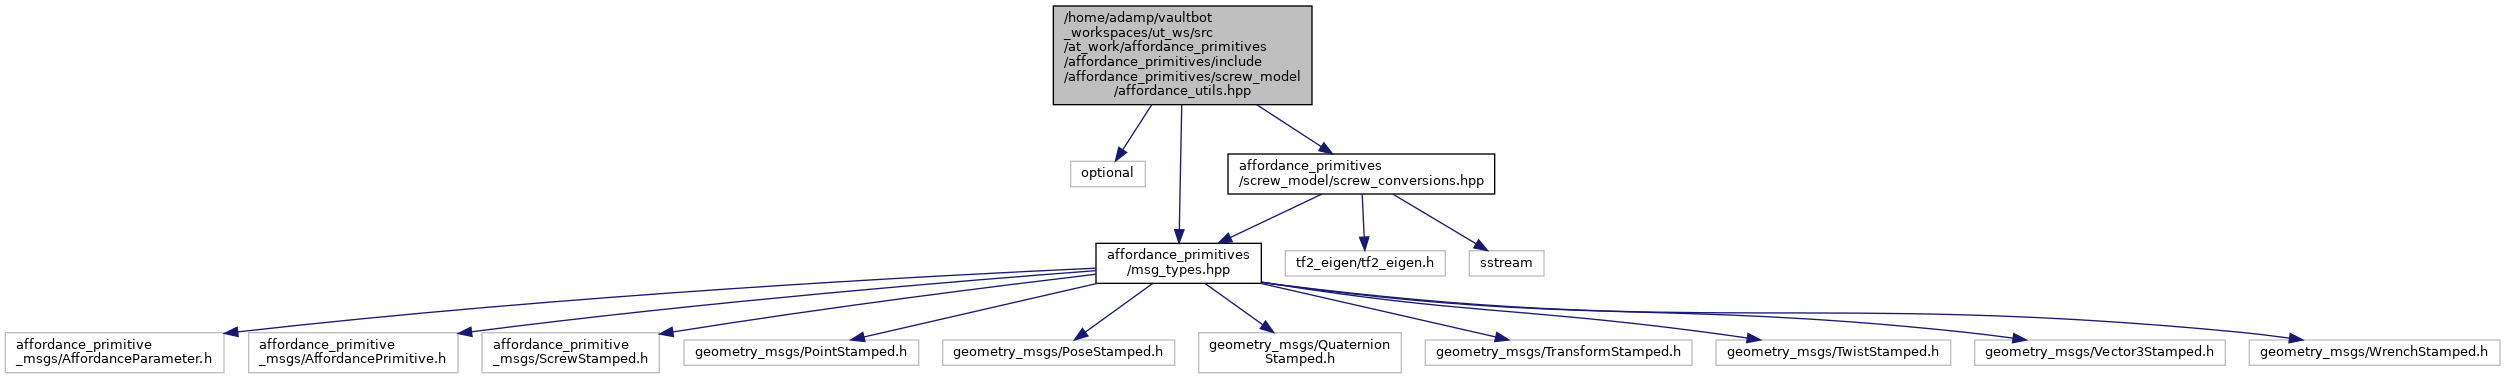 /home/adamp/vaultbot
_workspaces/ut_ws/src
/at_work/affordance_primitives
/affordance_primitives/include
/affordance_primitives/screw_model
/affordance_utils.hpp
optional
affordance_primitives
/screw_model/screw_conversions.hpp
affordance_primitives
/msg_types.hpp
tf2_eigen/tf2_eigen.h
sstream
affordance_primitive
_msgs/AffordanceParameter.h
affordance_primitive
_msgs/AffordancePrimitive.h
affordance_primitive
_msgs/ScrewStamped.h
geometry_msgs/PointStamped.h
geometry_msgs/PoseStamped.h
geometry_msgs/Quaternion
Stamped.h
geometry_msgs/TransformStamped.h
geometry_msgs/TwistStamped.h
geometry_msgs/Vector3Stamped.h
geometry_msgs/WrenchStamped.h